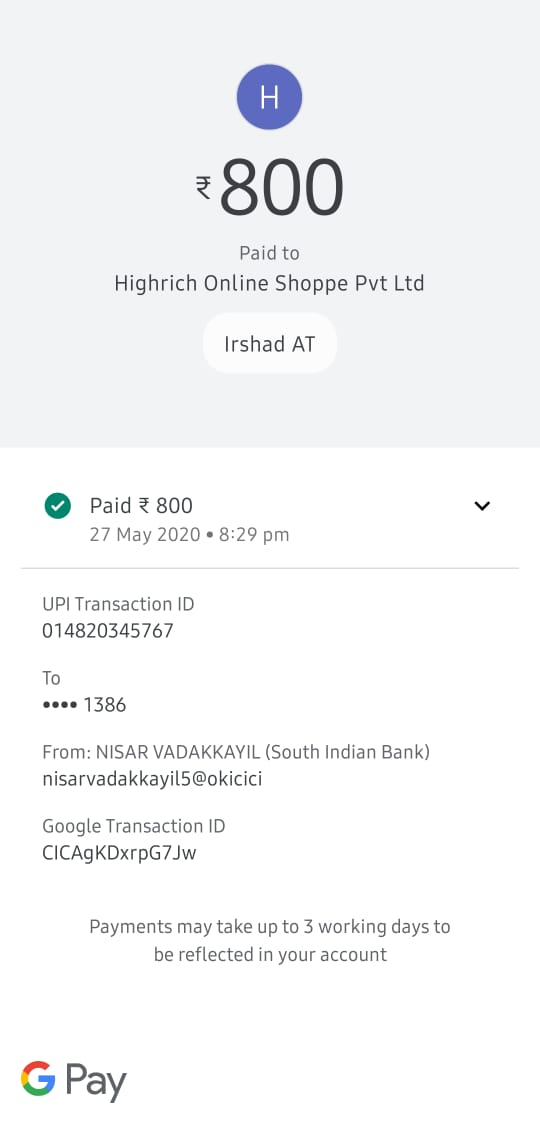 H
₹800
Paid to
Highrich Online Shoppe Pvt Ltd
Irshad AT
Paid ₹ 800
27 May 2020 • 8:29 pm
UPI Transaction ID
014820345767
To
•••• 1386
From: NISAR VADAKKAYIL (South Indian Bank)
nisarvadakkayil5@okicici
Google Transaction ID
CICAgKDxrpG7Jw
Payments may take up to 3 working days to
be reflected in your account
G Pay